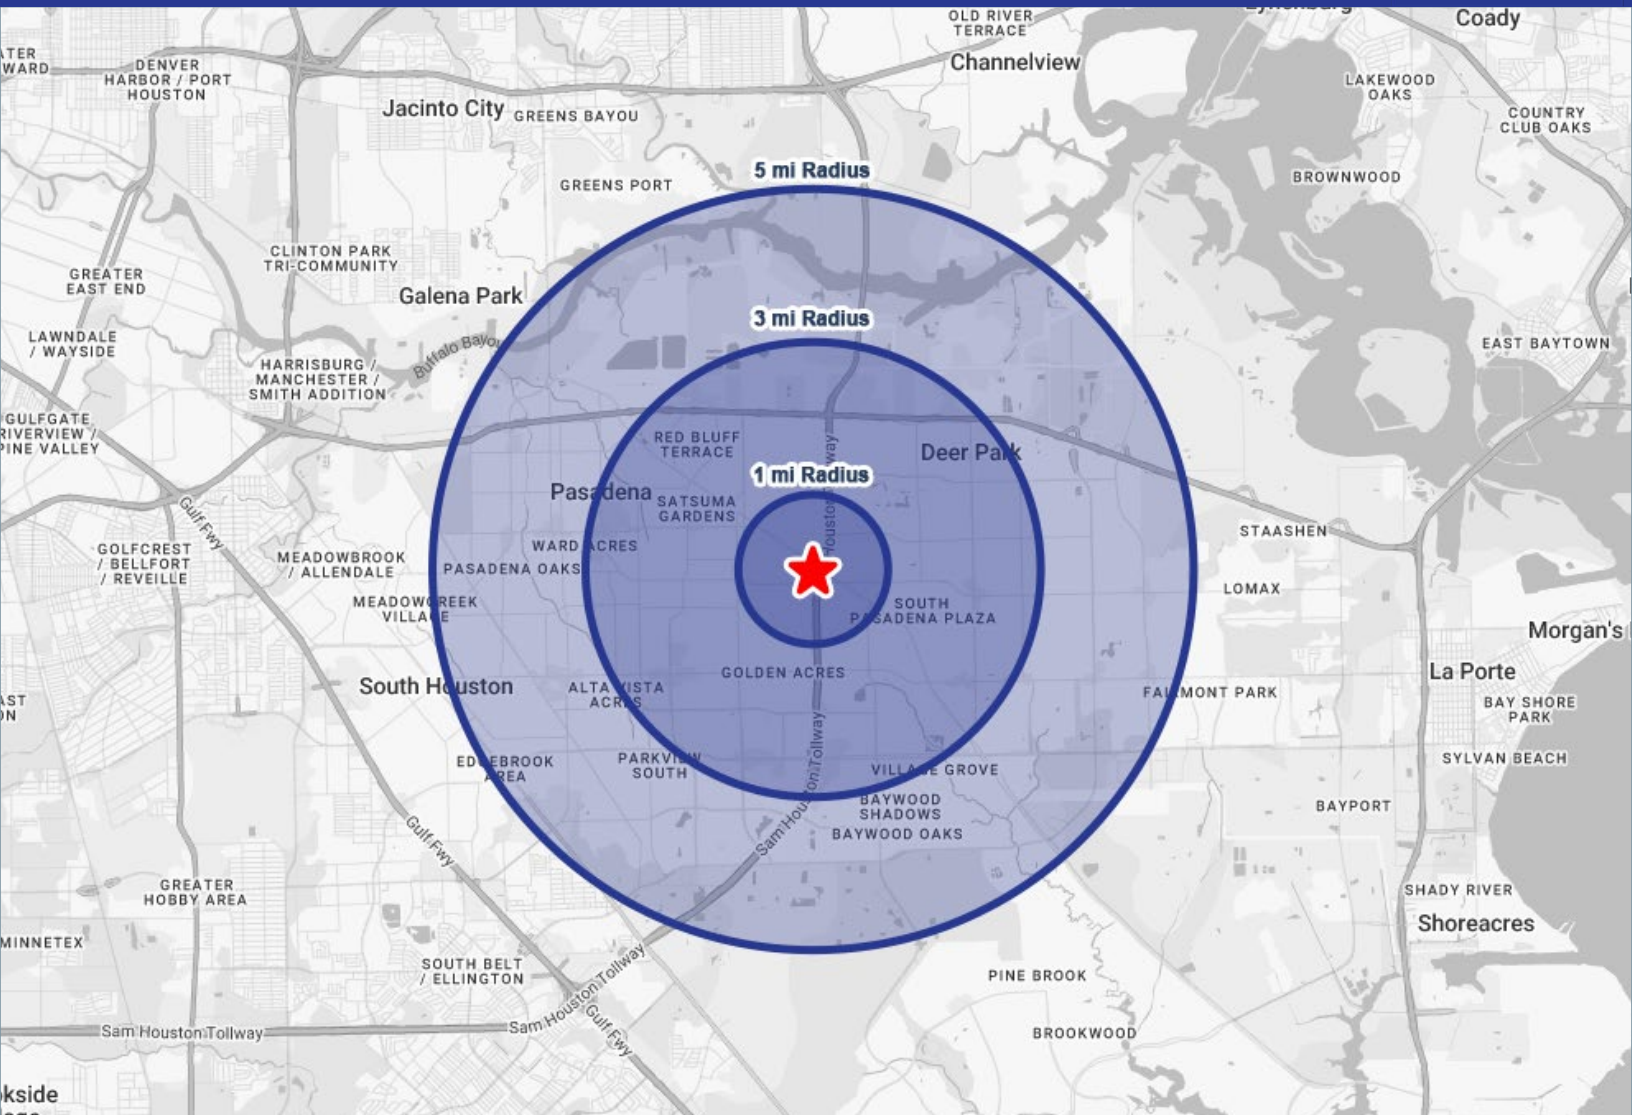 OLD RIVER
TERRACE
Coady
Channelview
DENVER
HARBOR / PORT
HOUSTON
WARD
LAKEWOOD
OAKS
Jacinto City
GREENS BAYOU
COUNTRY
CLUB OAKS
5 mi Radius
GREENS PORT
BROWNWOOD
CLINTON PARK
TRI-COMMUNITY
GREATER
EAST END
Galena Park
3 mi Radius
LAWNDALE
/ WAYSIDE
Buffalo Bayou
EAST BAYTOWN
HARRISBURG /
MANCHESTER /
SMITH ADDITION
GULFGATE
RIVERVIEW /
PINE VALLEY
RED BLUFF
TERRACE
Deer Park
1 mi Radius
Pasadena
SATSUMA
GARDENS
Gulf Fwy
Houston
way
STAASHEN
WARD ACRES
GOLFCREST
/ BELLFORT
/ REVEILLE
MEADOWBROOK
/ ALLENDALE
PASADENA OAKS
LOMAX
MEADOWCREEK
VILLAGE
SOUTH
PASADENA PLAZA
Morgan's
GOLDEN ACRES
La Porte
South Houston
ALTA VISTA
ACRES
FAIRMONT PARK
BAY SHORE
PARK
EDGEBROOK
AREA
PARKVIEW
SOUTH
Sam Houston Tollway
VILLAGE GROVE
SYLVAN BEACH
BAYWOOD
SHADOWS
BAYWOOD OAKS
BAYPORT
Gulf Fwy
GREATER
HOBBY AREA
SHADY RIVER
Shoreacres
MINNETEX
SOUTH BELT
/ ELLINGTON
PINE BROOK
Sam Houston Tollway
Sam Houston Tollway
Gulf Fwy
BROOKWOOD